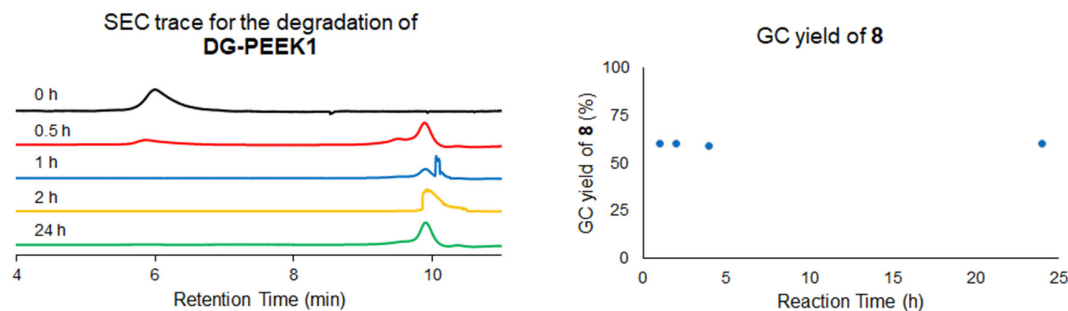 SEC trace for the degradation of
DG-PEEK1
0 h
0.5 h
1 h
2 h
24 h
4 6 8 10
Retention Time (min)
GC yield of 8
GC yield of 8 (%)
100
75
50
25
0
0 5 10 15 20 25
Reaction Time (h)